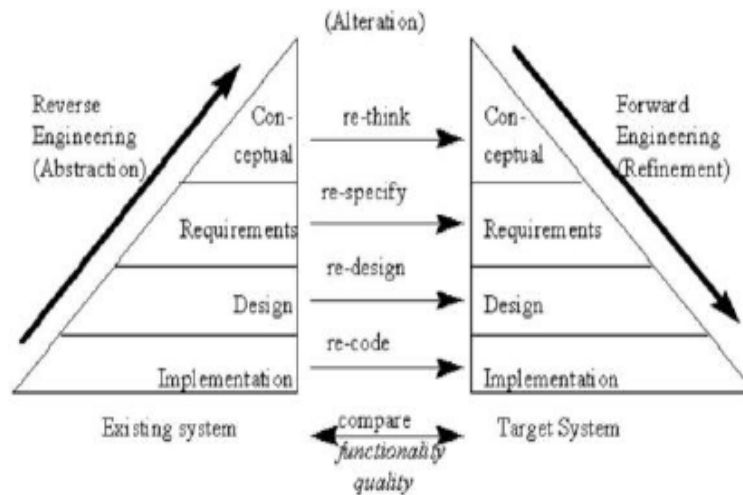 (Alteration)
Reverse
Engineering
(Abstraction)
Con-
ceptual
re-think
Con-
ceptual
Forward
Engineering
(Refinement)
re-specify
Requirements
Requirements
re-design
Design
Design
re-code
Implementation
Implementation
Existing system
compare
functionality
quality
Target System